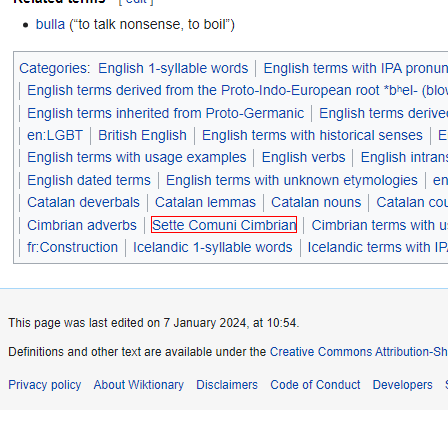 Related terms [ edit ]
• bulla (“to talk nonsense, to boil”)
Categories: English 1-syllable words | English terms with IPA pronun
English terms derived from the Proto-Indo-European root *bʰel- (blow
English terms inherited from Proto-Germanic | English terms derive
en:LGBT | British English | English terms with historical senses | E
English terms with usage examples | English verbs | English intran
English dated terms | English terms with unknown etymologies | en
Catalan deverbals | Catalan lemmas | Catalan nouns | Catalan cou
Cimbrian adverbs | Sette Comuni Cimbrian | Cimbrian terms with u
fr:Construction | Icelandic 1-syllable words | Icelandic terms with IP
This page was last edited on 7 January 2024, at 10:54.
Definitions and other text are available under the Creative Commons Attribution-Sh
Privacy policy About Wiktionary Disclaimers Code of Conduct Developers S